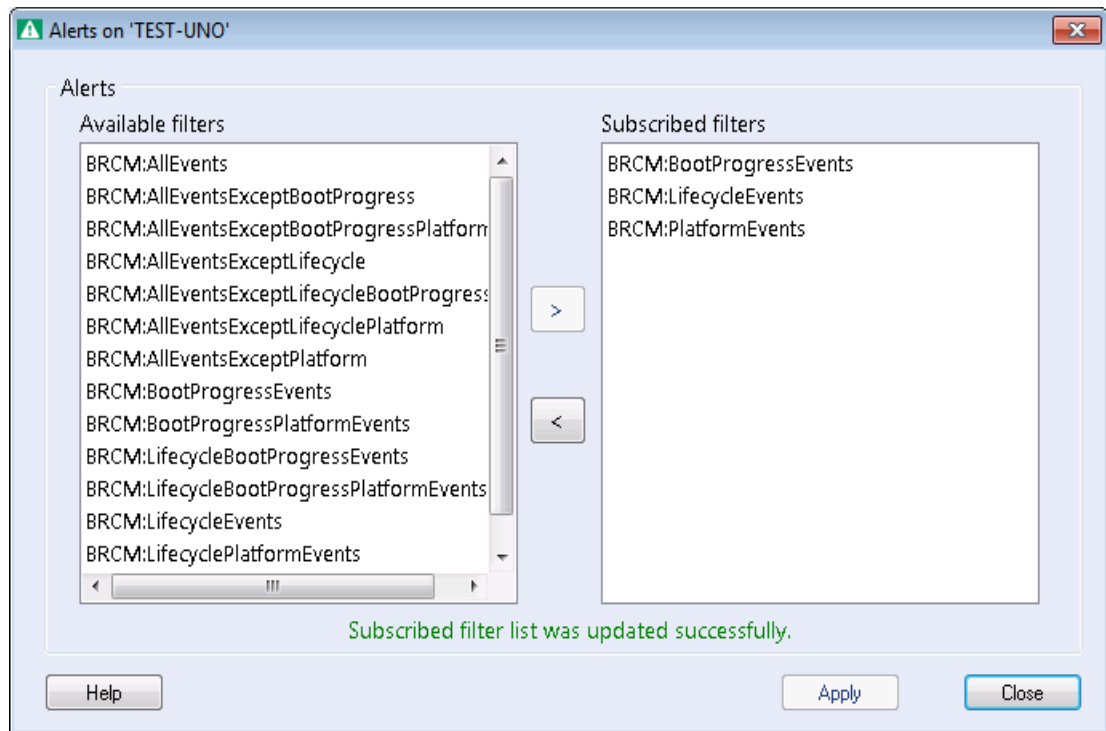 Alerts on 'TEST-UNO'
Alerts
Available filters
BRCM:AllEvents
BRCM:AllEventsExceptBootProgress
BRCM:AllEventsExceptBootProgressPlatform
BRCM:AllEventsExceptLifecycle
BRCM:AllEventsExceptLifecycleBootProgress
BRCM:AllEventsExceptLifecyclePlatform
BRCM:AllEventsExceptPlatform
BRCM:BootProgressEvents
BRCM:BootProgressPlatformEvents
BRCM:LifecycleBootProgressEvents
BRCM:LifecycleBootProgressPlatformEvents
BRCM:LifecycleEvents
BRCM:LifecyclePlatformEvents
>
<
Subscribed filters
BRCM:BootProgressEvents
BRCM:LifecycleEvents
BRCM:PlatformEvents
Subscribed filter list was updated successfully.
Help
Apply
Close